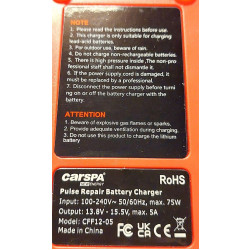 NOTE
1. Please read the instructions before use.
2. This charger is only suitable for charging
lead-acid batteries.
3. For outdoor use, beware of rain.
4. Do not charge non-rechargeable batteries.
5. There is high pressure inside ,The non-pro
fessional staff shall not dismantle it.
6. If the power supply cord is damaged, it
must be replaced by a professional.
7. Disconnect the power supply before turni
ng on or off the battery charger with the
battery.
ATTENTION
1. Beware of explosive gas flames or sparks.
2. Provide adequate ventilation during charging.
3. Do not use this product to charge the lithium
battery
CARSPA
ENERGY
RoHS
Pulse Repair Battery Charger
Input: 100-240V~ 50/60Hz, max. 75W
Output: 13.8V - 15.5V, max. 5A
Model: CFF12-05
Made in China
FC CE UK CA